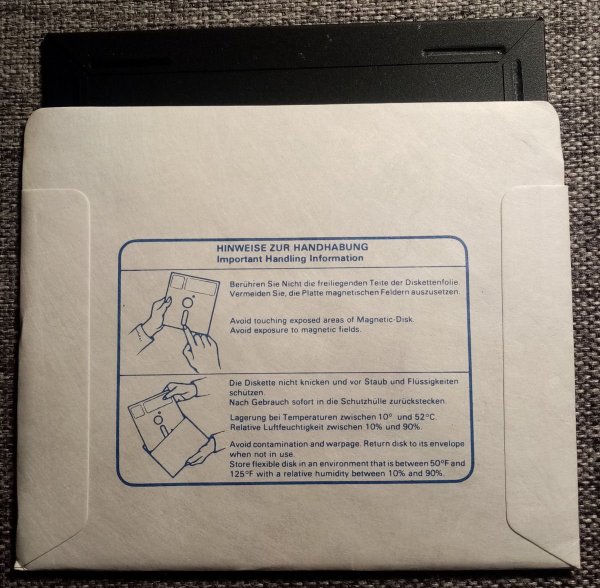 HINWEISE ZUR HANDHABUNG
Important Handling Information
Berühren Sie Nicht die freiliegenden Teite der Diskettenfolie.
Vermeiden Sie, die Platte magnetischen Feldern auszusetzen.
Avoid touching exposed areas of Magnetic-Disk.
Avoid exposure to magnetic fields.
Die Diskette nicht knicken und vor Staub und Flüssigkeiten
schützen.
Nach Gebrauch sofort in die Schutzhülle zurückstecken.
Lagerung bei Temperaturen zwischen 10° und 52°C.
Relative Luftfeuchtigkeit zwischen 10% und 90%.
Avoid contamination and warpage. Return disk to its envelope
when not in use.
Store flexible disk in an environment that is between 50°F and
125°F with a relative humidity between 10% and 90%.